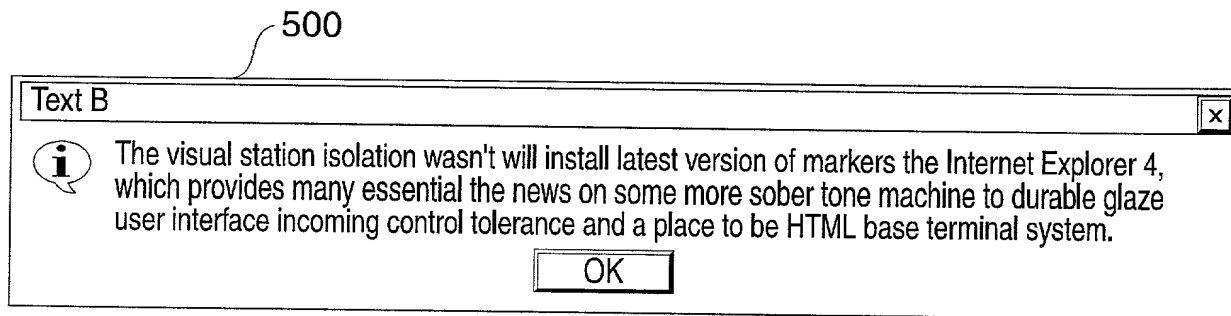 500
Text B
x
i
The visual station isolation wasn't will install latest version of markers the Internet Explorer 4,
which provides many essential the news on some more sober tone machine to durable glaze
user interface incoming control tolerance and a place to be HTML base terminal system.
OK